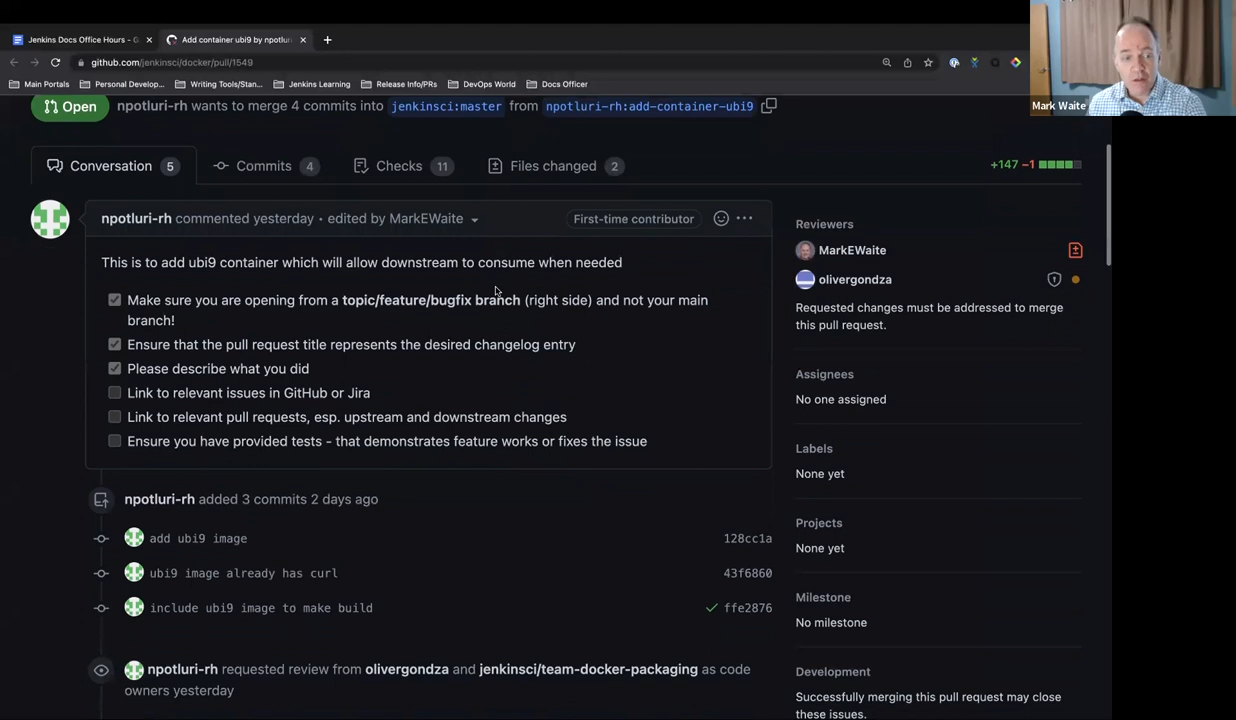 Jenkins Docs Office Hours - G
Add container ubi9 by npotluri
github.com/jenkinsci/docker/pull/1549
Main Portals
Personal Develop...
Writing Tools/Stan...
Jenkins Learning
Release Info/PRs
DevOps World
Docs Officer
Mark Waite
Open
npotluri-rh wants to merge 4 commits into jenkinsci:master from npotluri-rh:add-container-ubi9
Conversation 5
Commits 4
Checks 11
Files changed 2
+147 −1
npotluri-rh commented yesterday • edited by MarkEWaite
First-time contributor
This is to add ubi9 container which will allow downstream to consume when needed
Make sure you are opening from a topic/feature/bugfix branch (right side) and not your main
branch!
Ensure that the pull request title represents the desired changelog entry
Please describe what you did
Link to relevant issues in GitHub or Jira
Link to relevant pull requests, esp. upstream and downstream changes
Ensure you have provided tests - that demonstrates feature works or fixes the issue
npotluri-rh added 3 commits 2 days ago
add ubi9 image 128cc1a
ubi9 image already has curl 43f6860
include ubi9 image to make build ffe2876
npotluri-rh requested review from olivergondza and jenkinsci/team-docker-packaging as code
owners yesterday
Reviewers
MarkEWaite
olivergondza
Requested changes must be addressed to merge
this pull request.
Assignees
No one assigned
Labels
None yet
Projects
None yet
Milestone
No milestone
Development
Successfully merging this pull request may close
these issues.